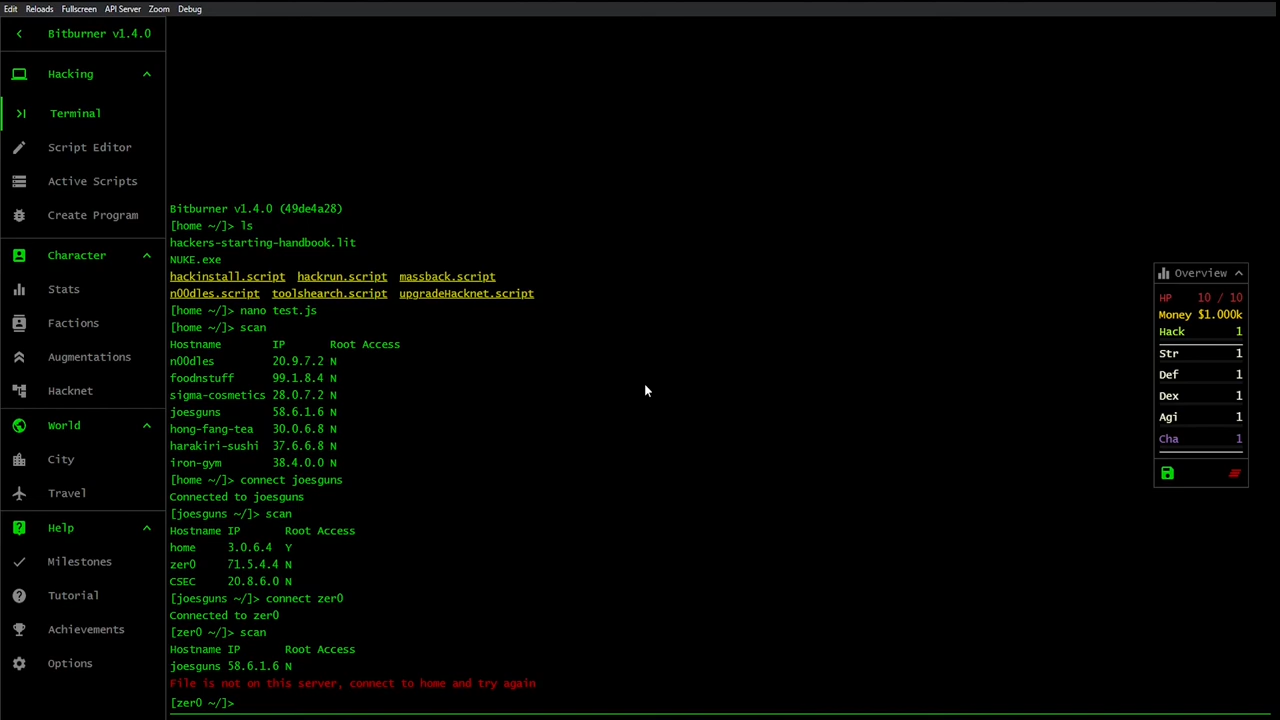 Edit Reloads Fullscreen API Server Zoom Debug
Bitburner v1.4.0
Hacking
Terminal
Script Editor
Active Scripts
Create Program
Character
Stats
Factions
Augmentations
Hacknet
World
City
Travel
Help
Milestones
Tutorial
Achievements
Options
Bitburner v1.4.0 (49de4a28)
[home ~/]> ls
hackers-starting-handbook.lit
NUKE.exe
hackinstall.script hackrun.script massback.script
n00dles.script toolshearch.script upgradeHacknet.script
[home ~/]> nano test.js
[home ~/]> scan
Hostname IP Root Access
n00dles 20.9.7.2 N
foodnstuff 99.1.8.4 N
sigma-cosmetics 28.0.7.2 N
joesguns 58.6.1.6 N
hong-fang-tea 30.0.6.8 N
harakiri-sushi 37.6.6.8 N
iron-gym 38.4.0.0 N
[home ~/]> connect joesguns
Connected to joesguns
[joesguns ~/]> scan
Hostname IP Root Access
home 3.0.6.4 Y
zer0 71.5.4.4 N
CSEC 20.8.6.0 N
[joesguns ~/]> connect zer0
Connected to zer0
[zer0 ~/]> scan
Hostname IP Root Access
joesguns 58.6.1.6 N
File is not on this server, connect to home and try again
[zer0 ~/]>
Overview
HP 10 / 10
Money $1.000k
Hack 1
Str 1
Def 1
Dex 1
Agi 1
Cha 1